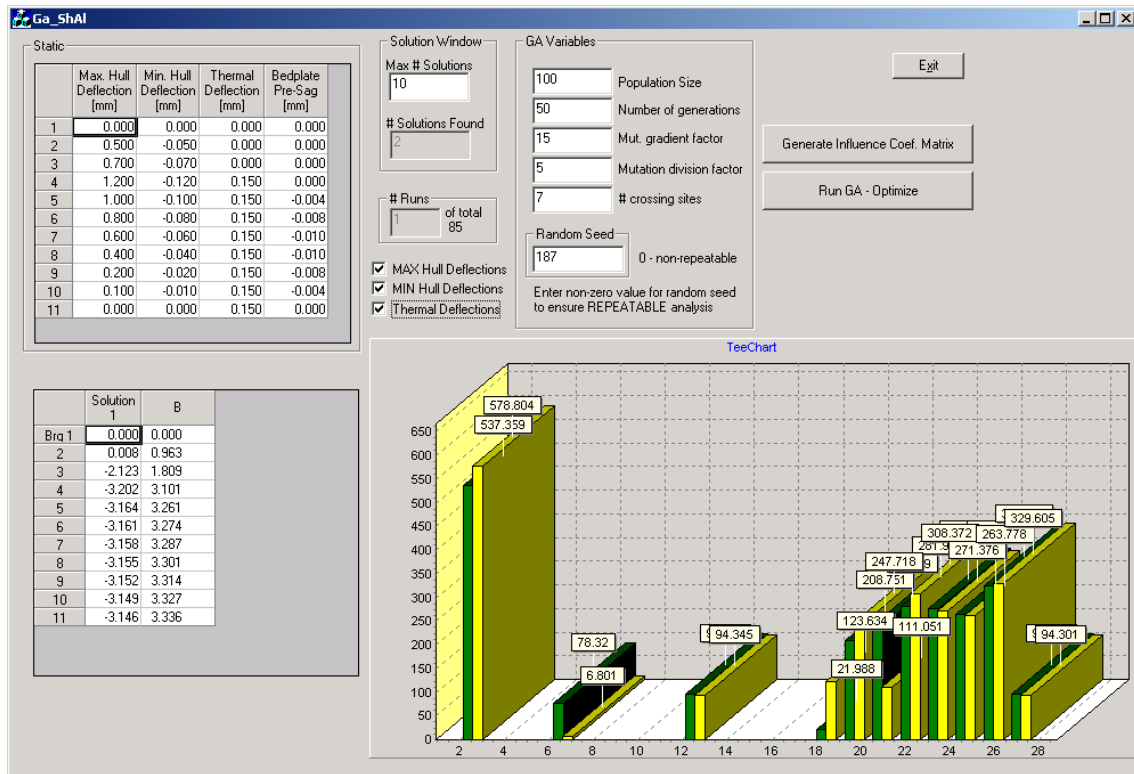 Ga_ShAl
Static
Max. Hull Deflection [mm] Min. Hull Deflection [mm] Thermal Deflection [mm] Bedplate Pre-Sag [mm]
1 0.000 0.000 0.000 0.000
2 0.500 -0.050 0.000 0.000
3 0.700 -0.070 0.000 0.000
4 1.200 -0.120 0.150 0.000
5 1.000 -0.100 0.150 -0.004
6 0.800 -0.080 0.150 -0.008
7 0.600 -0.060 0.150 -0.010
8 0.400 -0.040 0.150 -0.010
9 0.200 -0.020 0.150 -0.008
10 0.100 -0.010 0.150 -0.004
11 0.000 0.000 0.150 0.000
Solution Window
Max # Solutions
10
# Solutions Found
2
# Runs
1 of total 85
MAX Hull Deflections
MIN Hull Deflections
Thermal Deflections
GA Variables
100 Population Size
50 Number of generations
15 Mut. gradient factor
5 Mutation division factor
7 # crossing sites
Random Seed
187 0 - non-repeatable
Enter non-zero value for random seed
to ensure REPEATABLE analysis
Exit
Generate Influence Coef. Matrix
Run GA - Optimize
Solution 1 B
Brg 1 0.000 0.000
2 0.008 0.963
3 -2.123 1.809
4 -3.202 3.101
5 -3.164 3.261
6 -3.161 3.274
7 -3.158 3.287
8 -3.155 3.301
9 -3.152 3.314
10 -3.149 3.327
11 -3.146 3.336
TeeChart
650
600
550
500
450
400
350
300
250
200
150
100
50
0
578.804
537.359
78.32
6.801
94.345
21.988
123.634
208.751
247.718
111.051
308.372
271.376
263.778
329.605
94.301
2 4 6 8 10 12 14 16 18 20 22 24 26 28